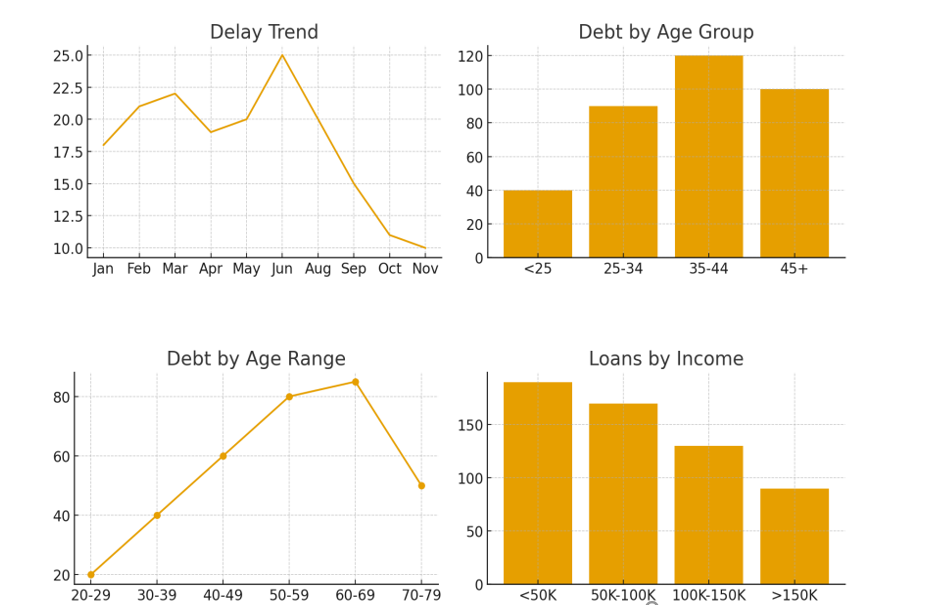 Delay Trend
25.0
22.5
20.0
17.5
15.0
12.5
10.0
Jan Feb Mar Apr May Jun Aug Sep Oct Nov
Debt by Age Group
120
100
80
60
40
20
0
<25 25-34 35-44 45+
Debt by Age Range
80
60
40
20
20-29 30-39 40-49 50-59 60-69 70-79
Loans by Income
150
100
50
0
<50K 50K-100K 100K-150K >150K